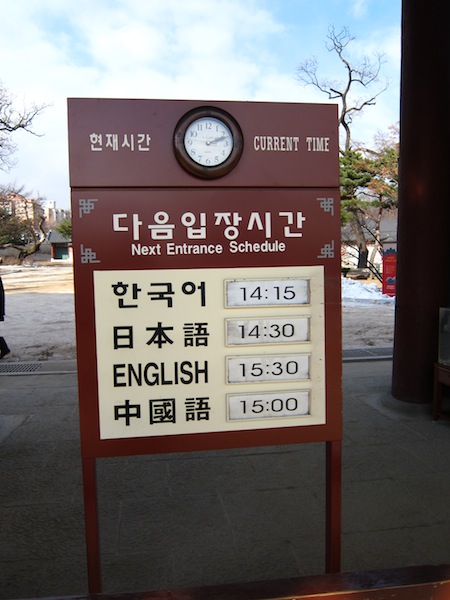 현재시간 CURRENT TIME
다음입장시간
Next Entrance Schedule
한국어 14:15
日本語 14:30
ENGLISH 15:30
中國語 15:00